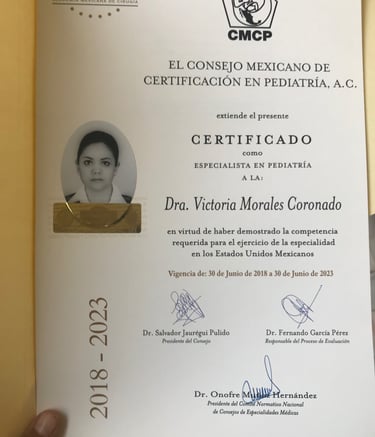 CMCP
EL CONSEJO MEXICANO DE
CERTIFICACIÓN EN PEDIATRÍA, A.C.
extiende el presente
CERTIFICADO
como
ESPECIALISTA EN PEDIATRÍA
A LA:
Dra. Victoria Morales Coronado
en virtud de haber demostrado la competencia
requerida para el ejercicio de la especialidad
en los Estados Unidos Mexicanos
Vigencia de: 30 de Junio de 2018 a 30 de Junio de 2023
2018 - 2023
Dr. Salvador Jaurégui Pulido
Presidente del Consejo
Dr. Fernando García Pérez
Responsable del Proceso de Evaluación
Dr. Onofre Muñoz Hernández
Presidente del Comité Normativo Nacional
de Consejos de Especialidades Médicas